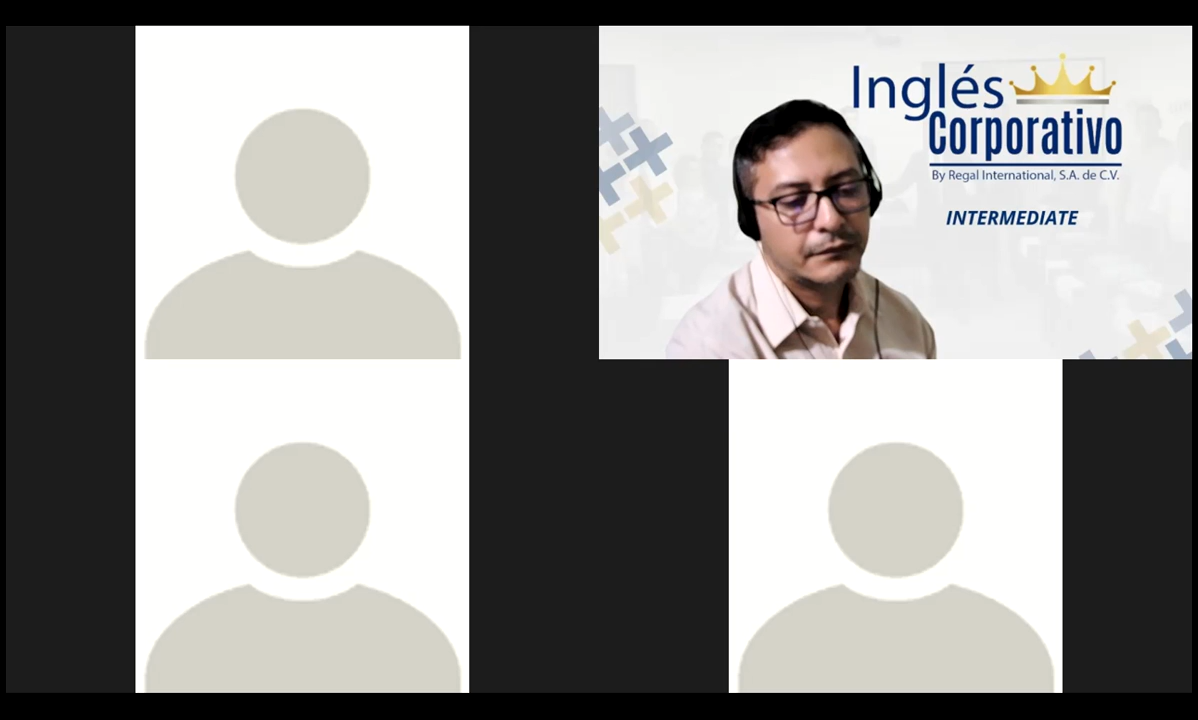 Inglés
Corporativo
By Regal International, S.A. de C.V.
INTERMEDIATE